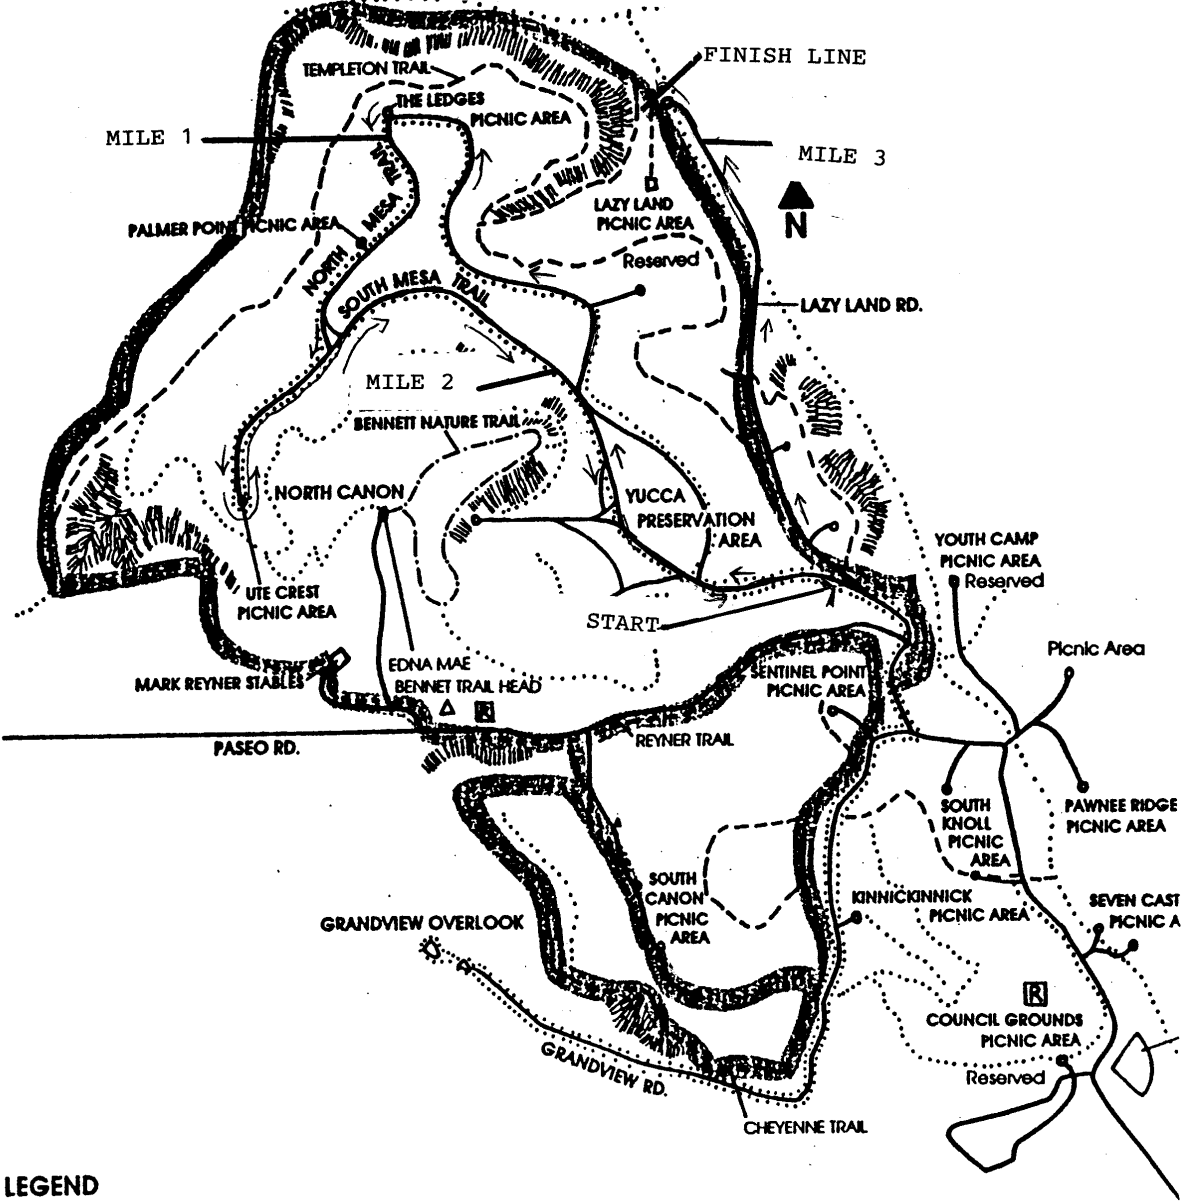 FINISH LINE
TEMPLETON TRAIL
THE LEDGES
PICNIC AREA
MILE 1
MILE 3
N
LAZY LAND
PICNIC AREA
PALMER POINT PICNIC AREA
NORTH MESA TRAIL
Reserved
SOUTH MESA TRAIL
LAZY LAND RD.
MILE 2
BENNETT NATURE TRAIL
NORTH CANON
YUCCA
PRESERVATION
AREA
YOUTH CAMP
PICNIC AREA
Reserved
UTE CREST
PICNIC AREA
START
Picnic Area
EDNA MAE
BENNET TRAIL HEAD
MARK REYNER STABLES
SENTINEL POINT
PICNIC AREA
R
REYNER TRAIL
PASEO RD.
SOUTH
KNOLL
PICNIC
AREA
PAWNEE RIDGE
PICNIC AREA
SOUTH
CANON
PICNIC
AREA
KINNICKINNICK
PICNIC AREA
SEVEN CAST
PICNIC A
GRANDVIEW OVERLOOK
R
COUNCIL GROUNDS
PICNIC AREA
GRANDVIEW RD.
Reserved
CHEYENNE TRAIL
LEGEND